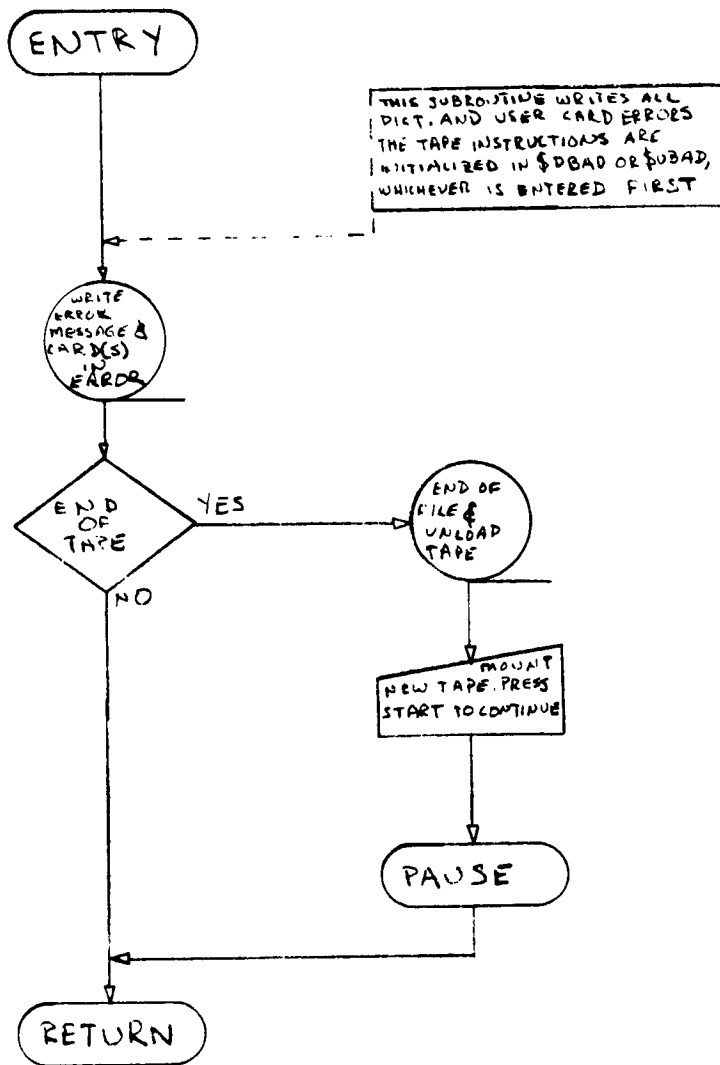 ENTRY
THIS SUBROUTINE WRITES ALL
DICT. AND USER CARD ERRORS
THE TAPE INSTRUCTIONS ARE
INITIALIZED IN $DBAD OR $UBAD,
WHICHEVER IS ENTERED FIRST
WRITE
ERROR
MESSAGE &
CARD(S)
IN
ERROR
END
OF
TAPE
YES
NO
END OF
FILE &
UNLOAD
TAPE
MOUNT
NEW TAPE. PRESS
START TO CONTINUE
PAUSE
RETURN